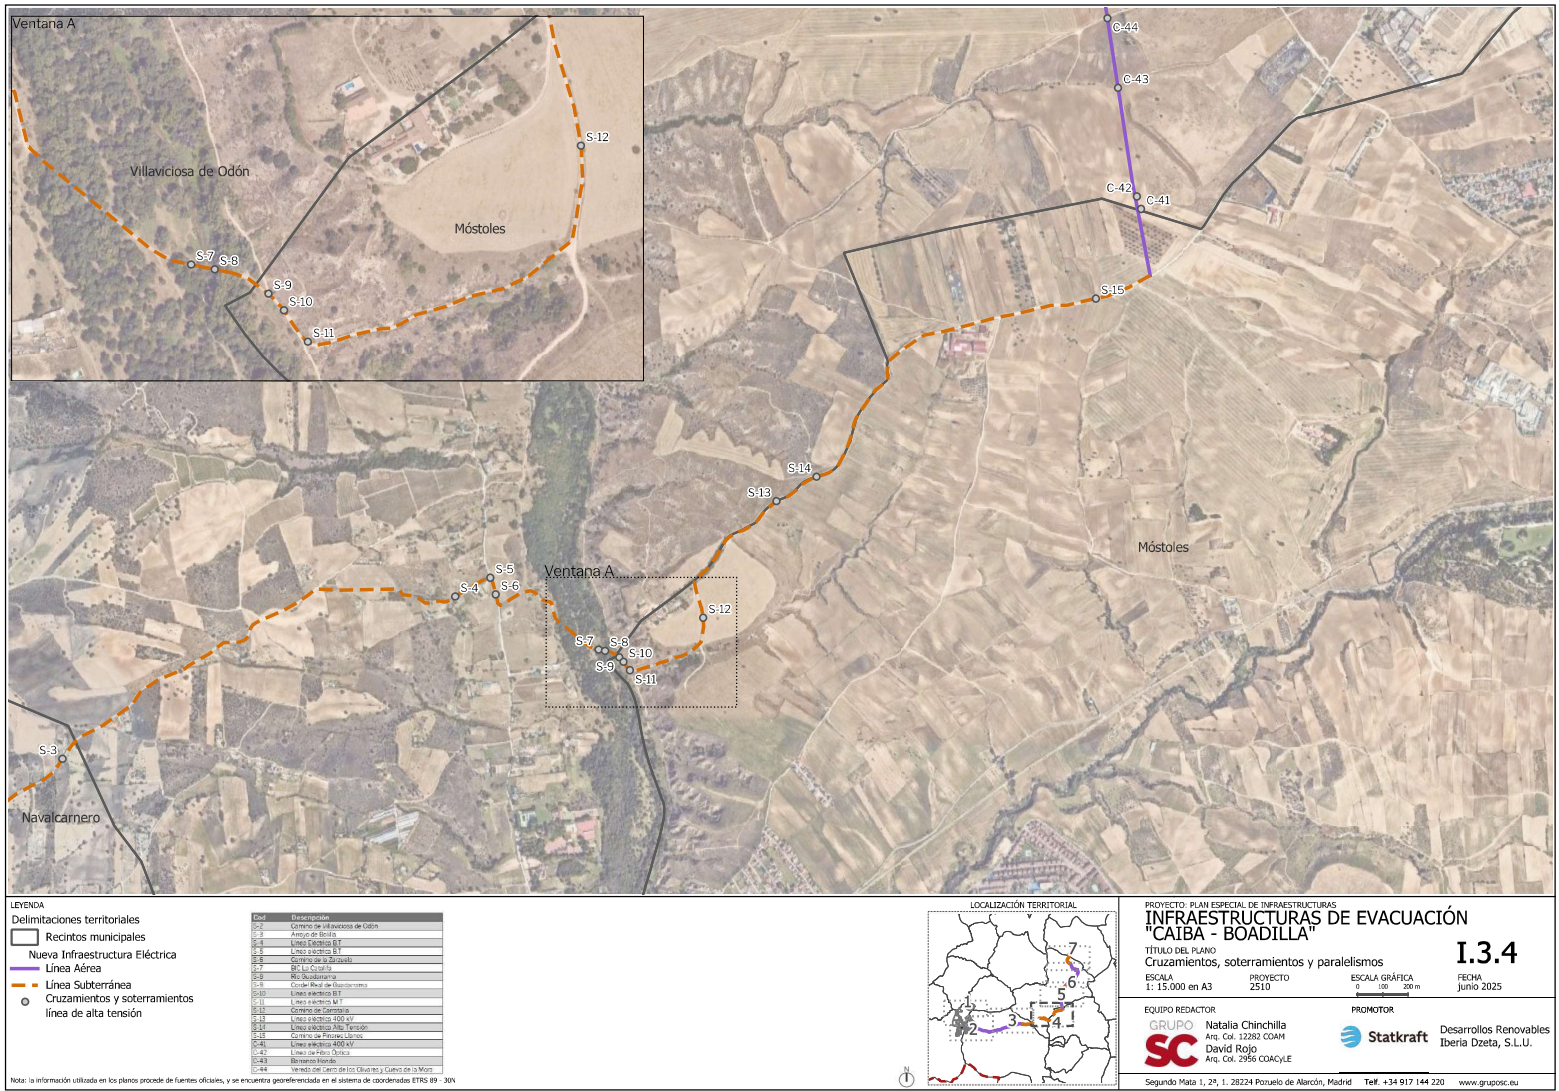 Ventana A
Villaviciosa de Odón
Móstoles
S-7
S-8
S-9
S-10
S-11
S-12
C-44
C-43
C-42
C-41
S-15
S-14
S-13
Móstoles
Ventana A
S-5
S-4
S-6
S-12
S-7
S-8
S-10
S-9
S-11
S-3
Navalcarnero
LEYENDA
Delimitaciones territoriales
Recintos municipales
Nueva Infraestructura Eléctrica
Línea Aérea
Línea Subterránea
Cruzamientos y soterramientos
línea de alta tensión
Cod Descripción
S-2 Camino de Villaviciosa de Odón
S-3 Arroyo de Bolilla
S-4 Línea Eléctrica BT
S-5 Línea eléctrica BT
S-6 Camino de la Zarzuela
S-7 BIC La Catalifa
S-8 Río Guadarrama
S-9 Cordel Real de Guadarrama
S-10 Línea eléctrica BT
S-11 Línea eléctrica MT
S-12 Camino de Carratalia
S-13 Línea eléctrica 400 kV
S-14 Línea eléctrica Alta Tensión
S-15 Camino de Pinares Llanos
C-41 Línea eléctrica 400 kV
C-42 Línea de Fibra Óptica
C-43 Barranco Hondo
C-44 Vereda del Cerro de los Olivares y Cueva de la Mora
Nota: la información utilizada en los planos procede de fuentes oficiales, y se encuentra georeferenciada en el sistema de coordenadas ETRS 89 - 30N
N
LOCALIZACIÓN TERRITORIAL
7
6
5
4
3
1
2
PROYECTO: PLAN ESPECIAL DE INFRAESTRUCTURAS
INFRAESTRUCTURAS DE EVACUACIÓN
"CAIBA - BOADILLA"
TÍTULO DEL PLANO
Cruzamientos, soterramientos y paralelismos
I.3.4
ESCALA PROYECTO ESCALA GRÁFICA FECHA
1: 15.000 en A3 2510 0 100 200 m junio 2025
EQUIPO REDACTOR
GRUPO
SC
Natalia Chinchilla
Arq. Col. 12282 COAM
David Rojo
Arq. Col. 2956 COACyLE
PROMOTOR
Statkraft
Desarrollos Renovables
Iberia Dzeta, S.L.U.
Segundo Mata 1, 2ª, 1. 28224 Pozuelo de Alarcón, Madrid Telf. +34 917 144 220 www.gruposc.eu